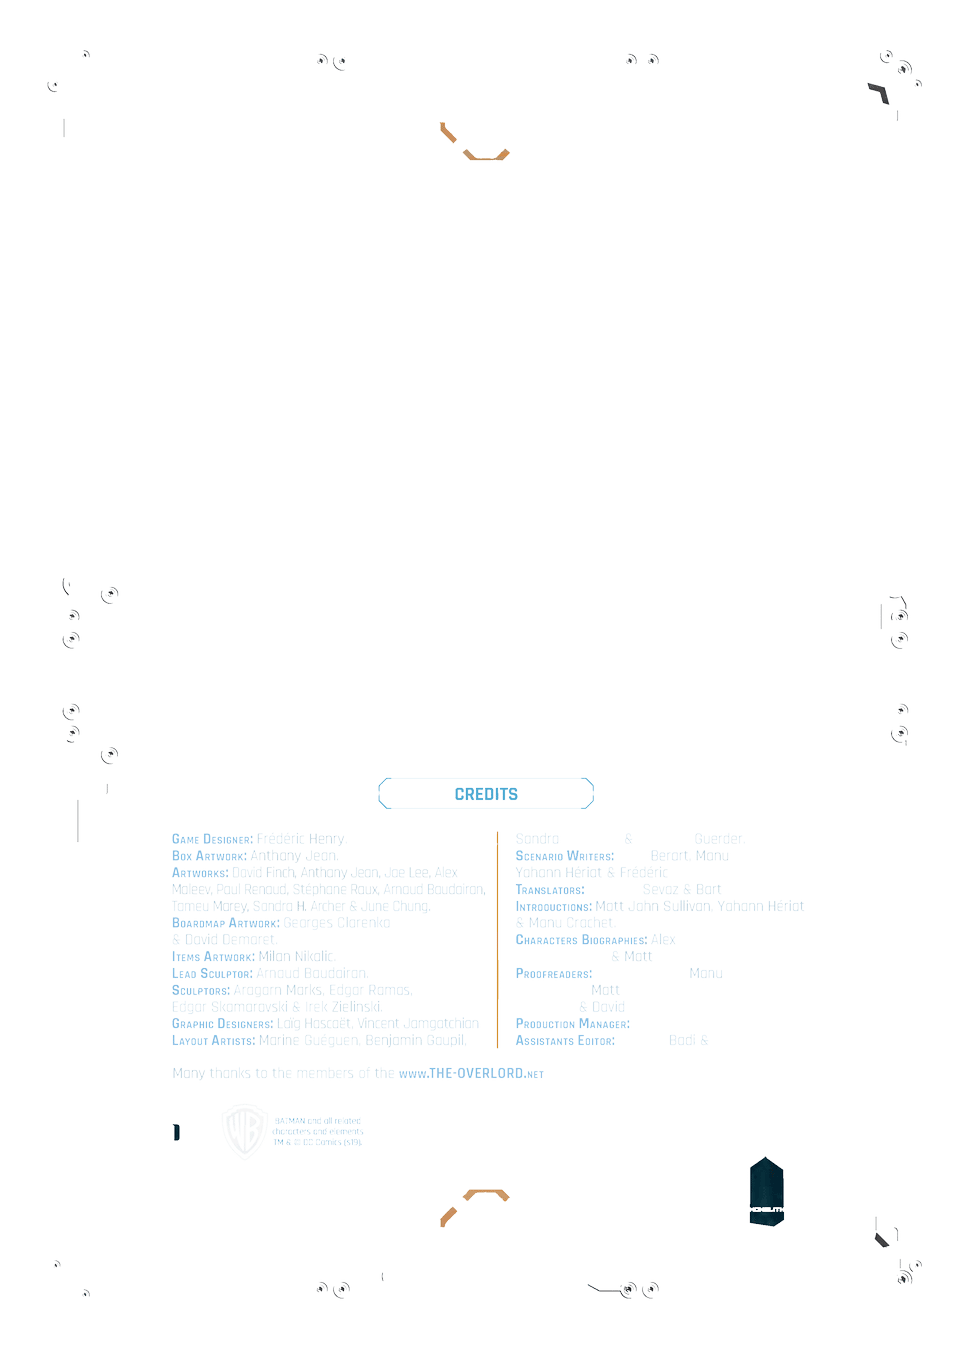 CREDITS
Game Designer: Frédéric Henry.
Box Artwork: Anthony Jean.
Artworks: David Finch, Anthony Jean, Jae Lee, Alex
Maleev, Paul Renaud, Stéphane Roux, Arnaud Boudoiron,
Tomeu Morey, Sandra H. Archer & June Chung.
Boardmap Artwork: Georges Clarenko
& David Demaret.
Items Artwork: Milan Nikolic.
Lead Sculptor: Arnaud Boudoiron.
Sculptors: Aragorn Marks, Edgar Ramos,
Edgar Skomorovski & Irek Zielinski.
Graphic Designers: Laïg Hascoët, Vincent Jamgotchian
Layout Artists: Marine Gueguen, Benjamin Goupil,
Sandra & Guerder.
Scenario Writers: Berart, Manu
Yohann Hériot & Frédéric
Translators: Sevaz & Bart
Introductions: Matt John Sullivan, Yohann Hériot
& Manu Crochet.
Characters Biographies: Alex
& Matt
Proofreaders: Manu
Matt
& David
Production Manager:
Assistants Editor: Badi &
Many thanks to the members of the www.THE-OVERLORD.net
WB
BATMAN and all related
characters and elements
TM & © DC Comics (s19).
MONOLITH